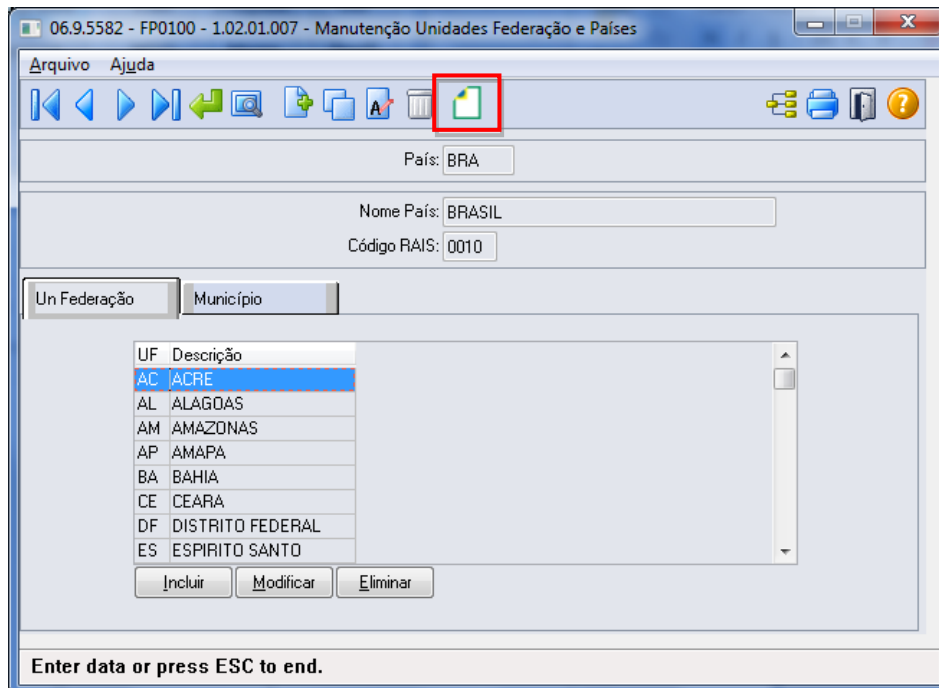 06.9.5582 - FP0100 - 1.02.01.007 - Manutenção Unidades Federação e Países
Arquivo Ajuda
País: BRA
Nome País: BRASIL
Código RAIS: 0010
Un Federação Município
UF Descrição
AC ACRE
AL ALAGOAS
AM AMAZONAS
AP AMAPA
BA BAHIA
CE CEARA
DF DISTRITO FEDERAL
ES ESPIRITO SANTO
Incluir Modificar Eliminar
Enter data or press ESC to end.